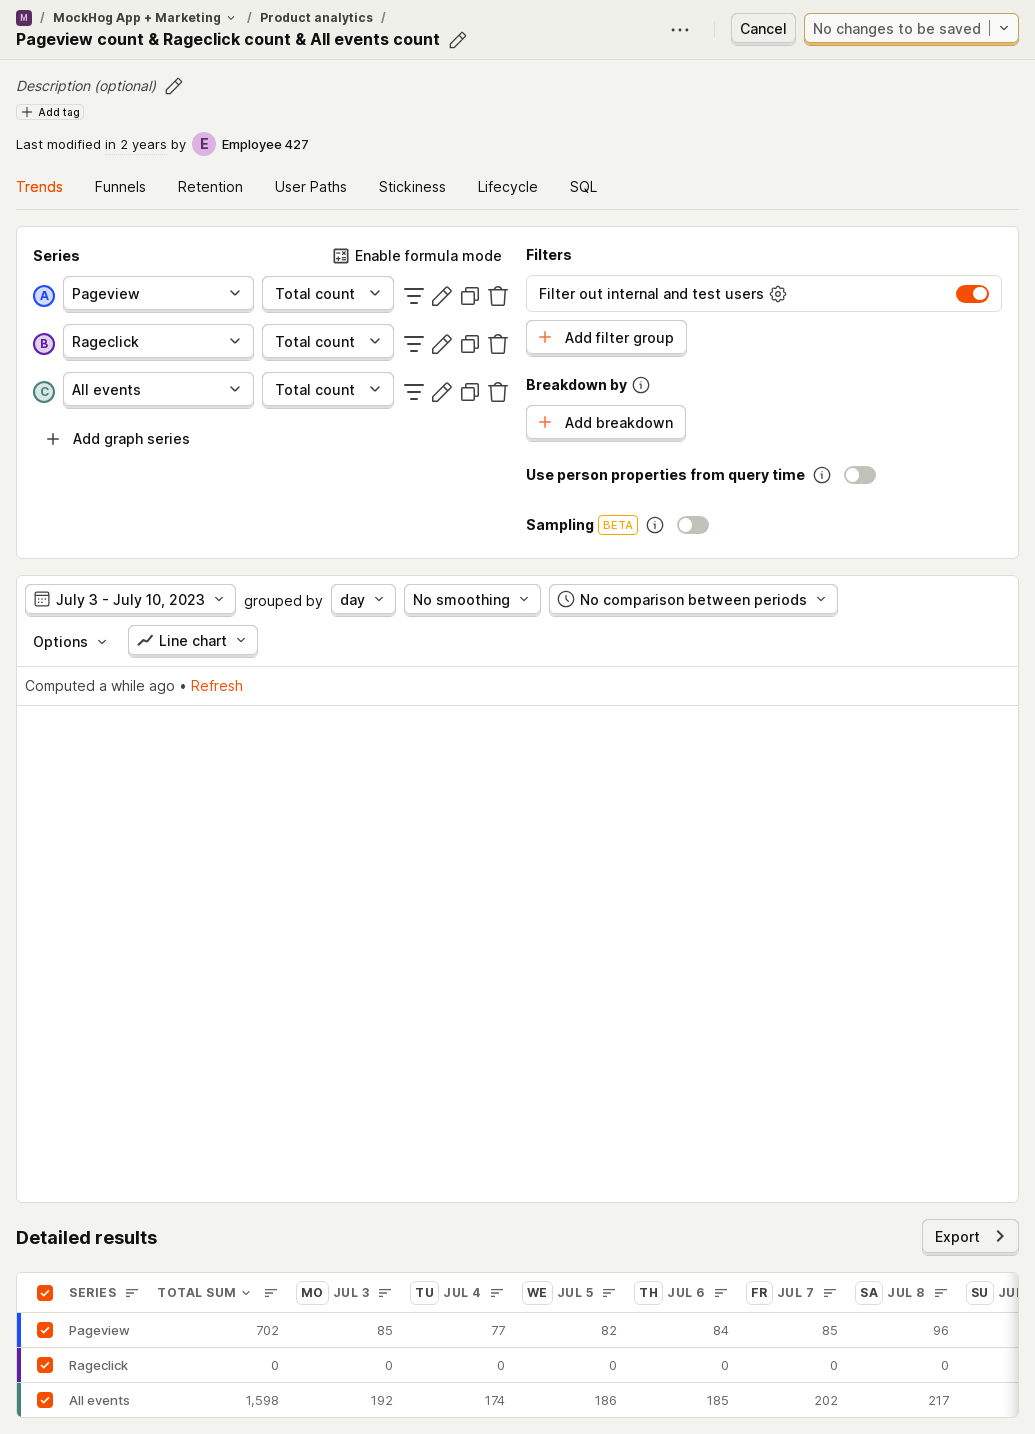 M / MockHog App + Marketing / Product analytics /
Pageview count & Rageclick count & All events count
Cancel
No changes to be saved
Description (optional)
Add tag
Last modified in 2 years by E Employee 427
Trends Funnels Retention User Paths Stickiness Lifecycle SQL
Series
Enable formula mode
A Pageview Total count
B Rageclick Total count
C All events Total count
Add graph series
Filters
Filter out internal and test users
Add filter group
Breakdown by
Add breakdown
Use person properties from query time
Sampling BETA
July 3 - July 10, 2023 grouped by day No smoothing No comparison between periods
Options Line chart
Computed a while ago • Refresh
Detailed results
Export
SERIES TOTAL SUM MO JUL 3 TU JUL 4 WE JUL 5 TH JUL 6 FR JUL 7 SA JUL 8 SU
Pageview 702 85 77 82 84 85 96
Rageclick 0 0 0 0 0 0 0
All events 1,598 192 174 186 185 202 217